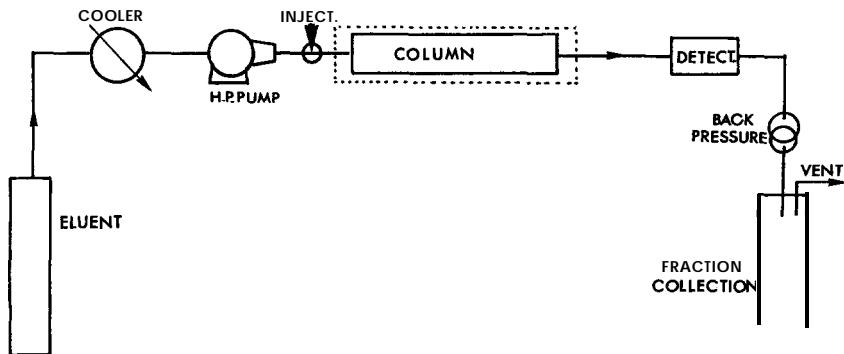 COOLER
INJECT.
COLUMN
DETECT.
H.P.PUMP
BACK
PRESSURE
VENT
ELUENT
FRACTION
COLLECTION